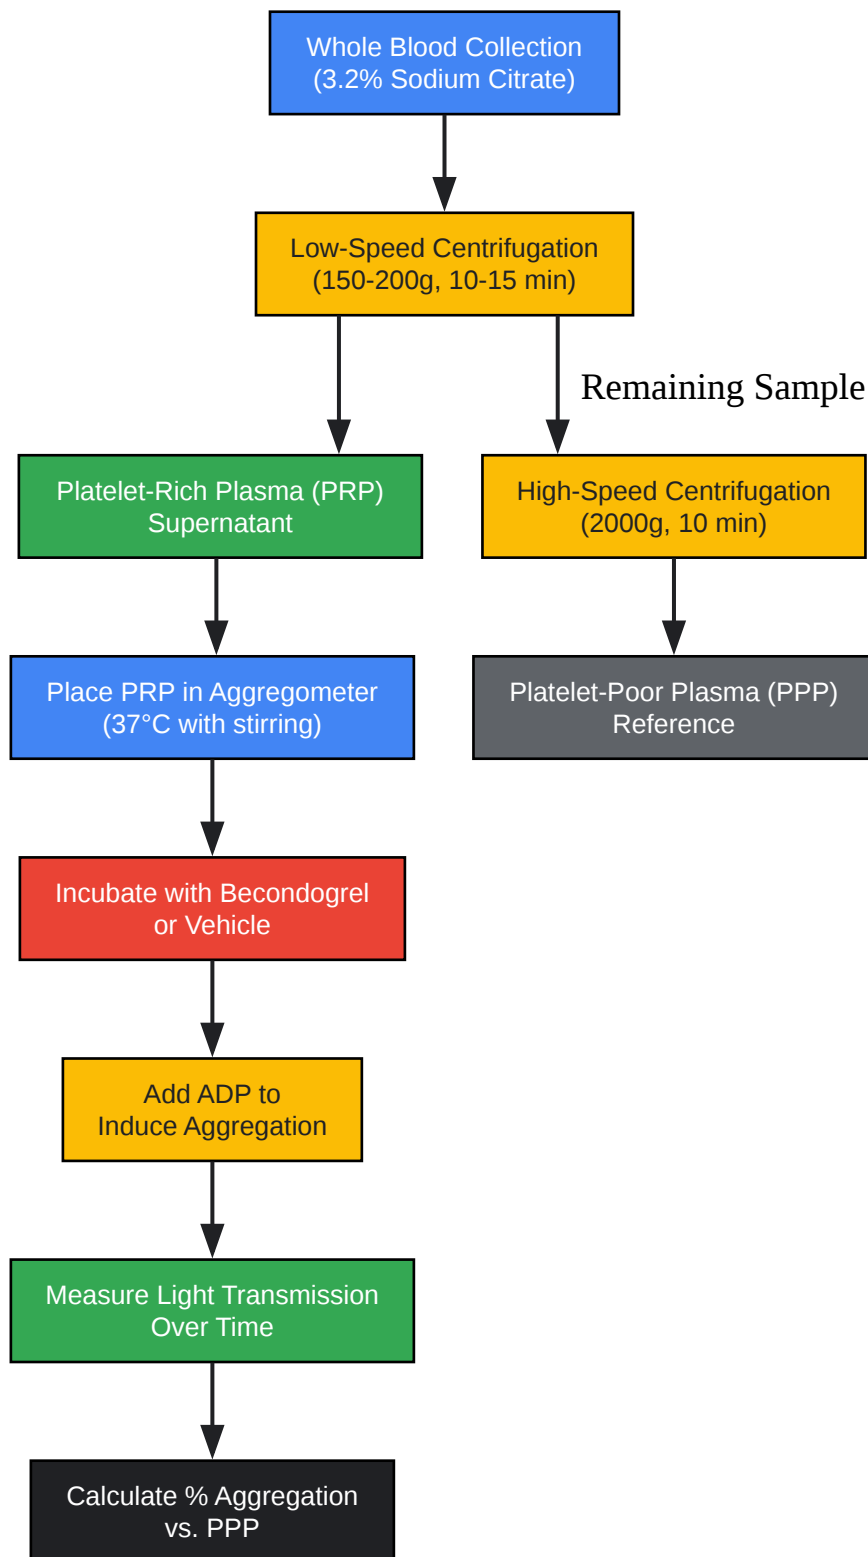 Whole Blood Collection
(3.2% Sodium Citrate)
Low-Speed Centrifugation
(150-200g, 10-15 min)
Remaining Sample
Platelet-Rich Plasma (PRP)
Supernatant
High-Speed Centrifugation
(2000g, 10 min)
Place PRP in Aggregometer
(37°C with stirring)
Platelet-Poor Plasma (PPP)
Reference
Incubate with Becondogrel
or Vehicle
Add ADP to
Induce Aggregation
Measure Light Transmission
Over Time
Calculate % Aggregation
vs. PPP